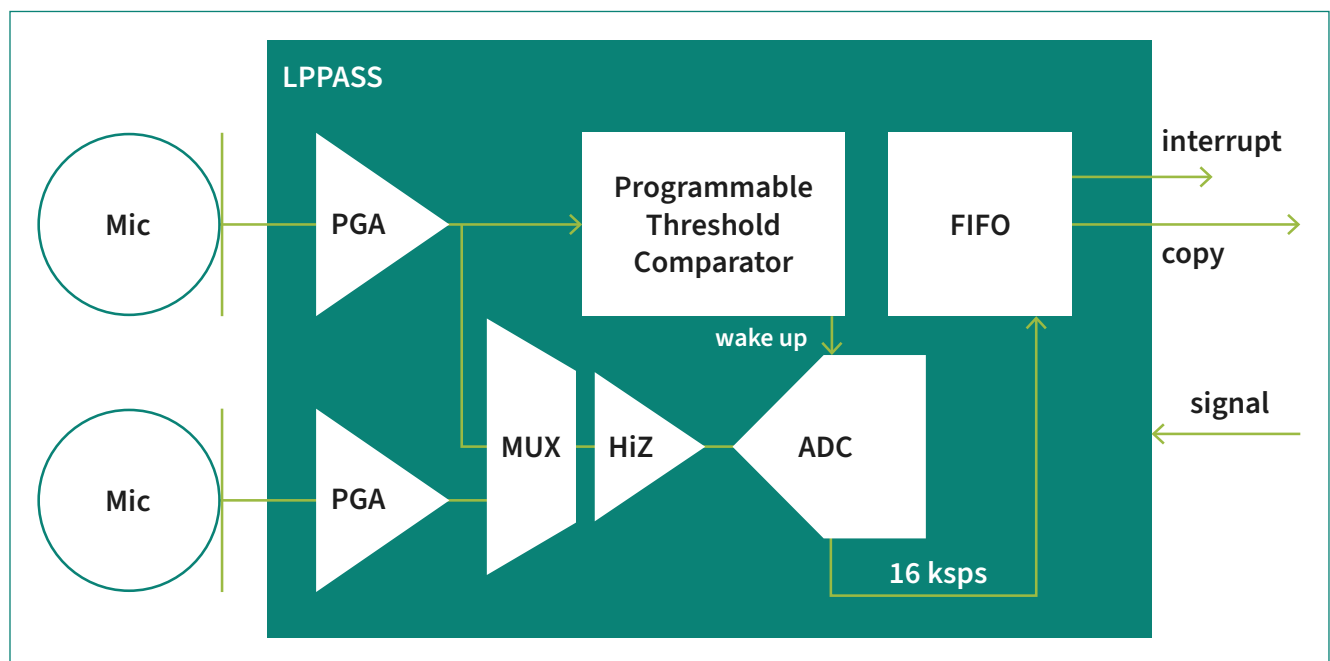 LPPASS
Mic
PGA
Programmable
Threshold
Comparator
FIFO
interrupt
copy
wake up
signal
Mic
PGA
MUX
HiZ
ADC
16 ksps